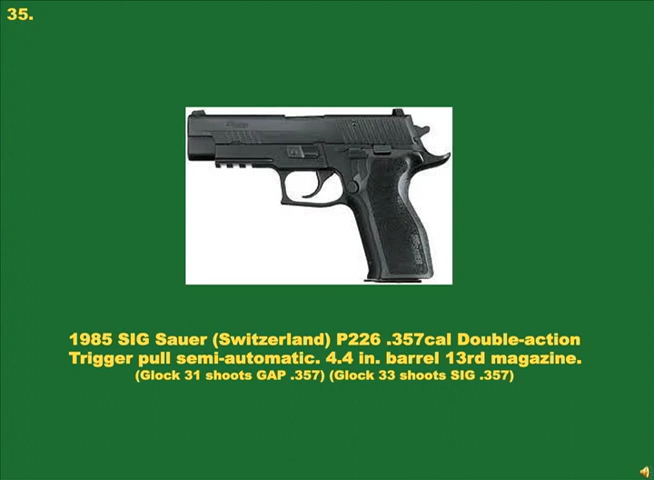 35.
1985 SIG Sauer (Switzerland) P226 .357cal Double-action
Trigger pull semi-automatic. 4.4 in. barrel 13rd magazine.
(Glock 31 shoots GAP .357) (Glock 33 shoots SIG .357)